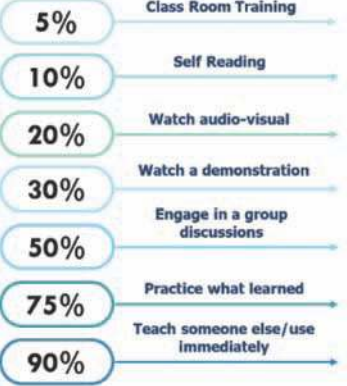 Class Room Training
5%
Self Reading
10%
Watch audio-visual
20%
Watch a demonstration
30%
Engage in a group
discussions
50%
Practice what learned
75%
Teach someone else/use
immediately
90%